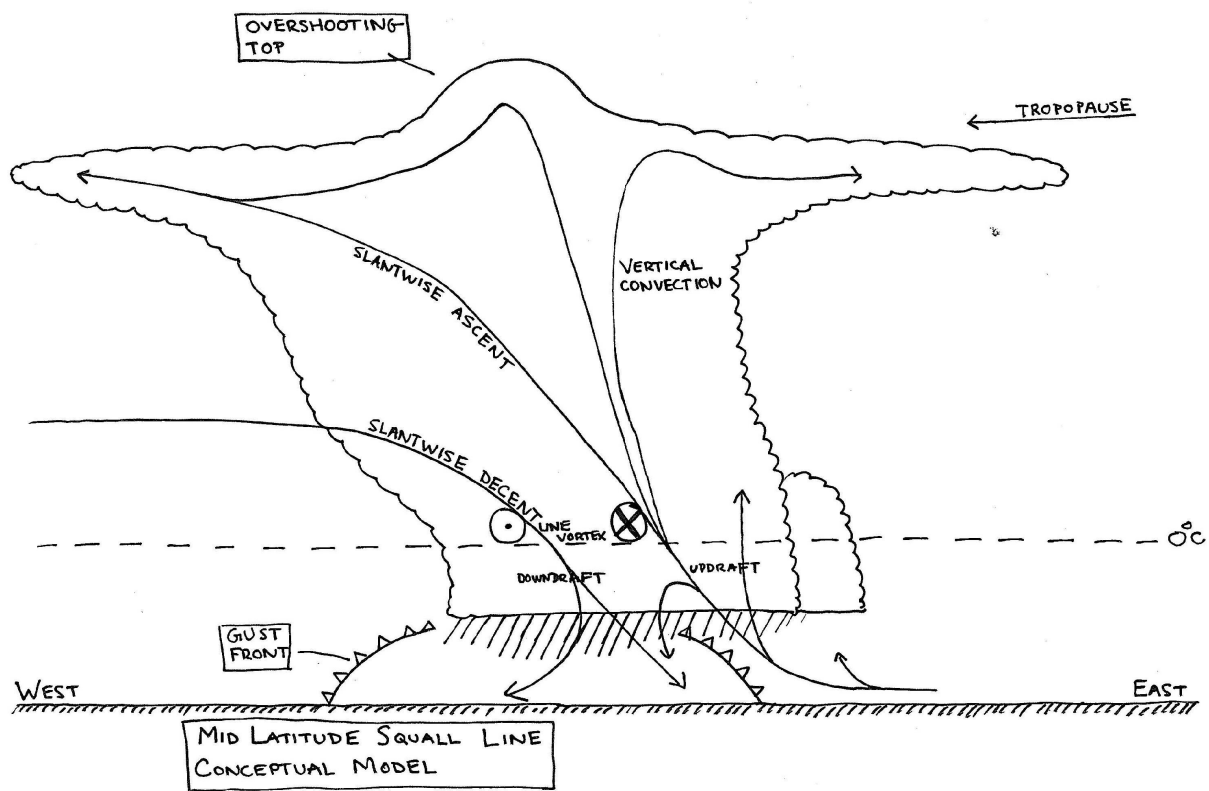 OVERSHOOTING
TOP
TROPOPAUSE
SLANTWISE ASCENT
VERTICAL
CONVECTION
SLANTWISE DECENT
LINE
VORTEX
0°C
DOWNDRAFT
UPDRAFT
GUST
FRONT
WEST
EAST
MID LATITUDE SQUALL LINE
CONCEPTUAL MODEL